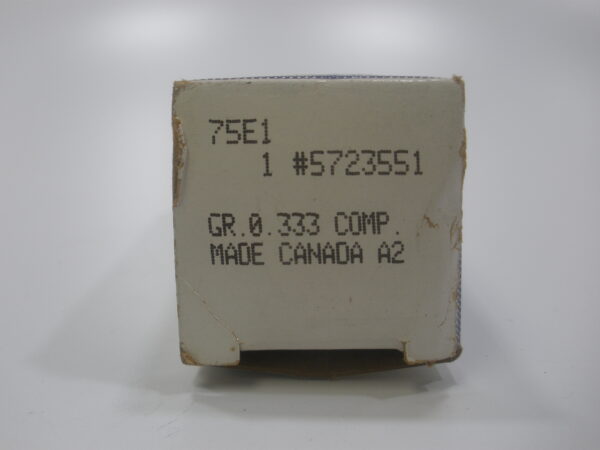 75E1
1 #5723551
GR.0.333 COMP.
MADE CANADA A2